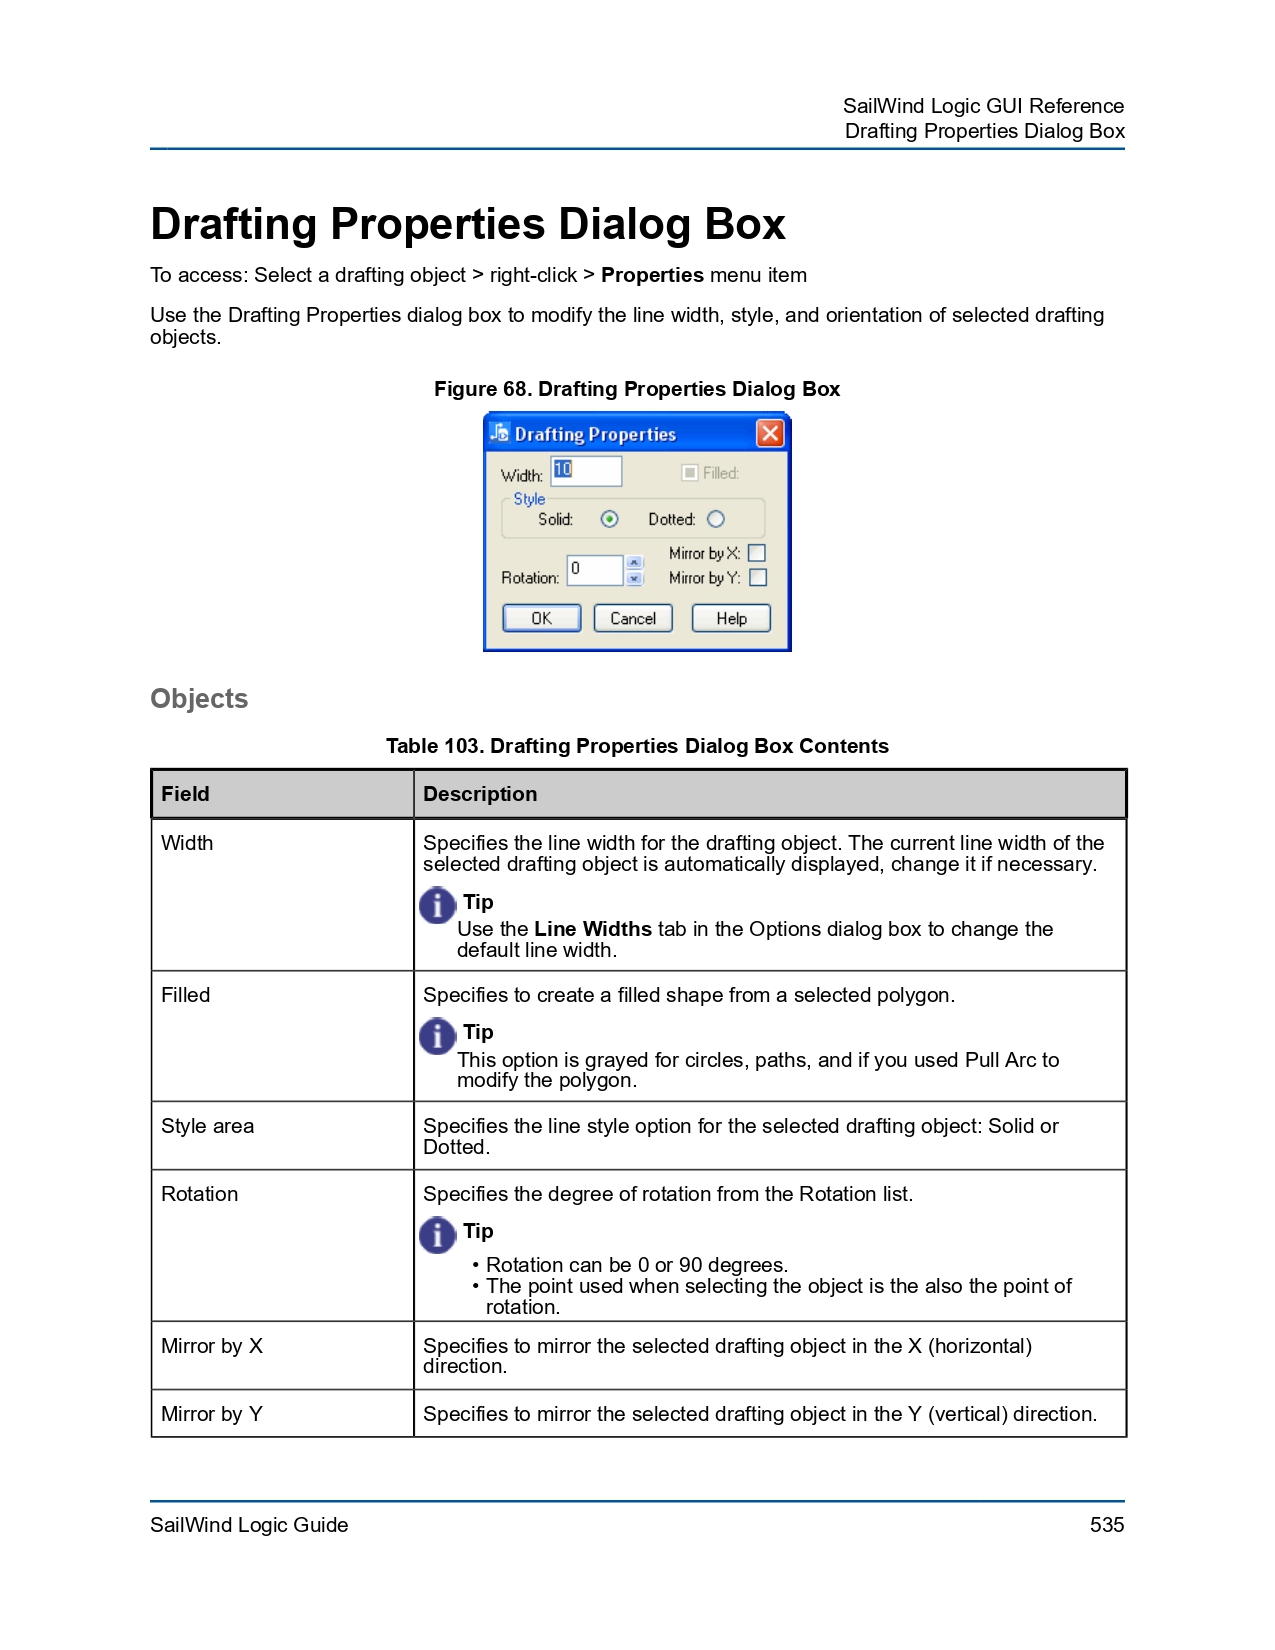 SailWind Logic GUI Reference
Drafting Properties Dialog Box
Drafting Properties Dialog Box
To access: Select a drafting object > right-click > Properties menu item
Use the Drafting Properties dialog box to modify the line width, style, and orientation of selected drafting
objects.
Figure 68. Drafting Properties Dialog Box
Drafting Properties
Width: 10 Filled:
Style
Solid: Dotted:
Mirror by X:
Rotation: 0 Mirror by Y:
OK Cancel Help
Objects
Table 103. Drafting Properties Dialog Box Contents
Field Description
Width Specifies the line width for the drafting object. The current line width of the
selected drafting object is automatically displayed, change it if necessary.
Tip
Use the Line Widths tab in the Options dialog box to change the
default line width.
Filled Specifies to create a filled shape from a selected polygon.
Tip
This option is grayed for circles, paths, and if you used Pull Arc to
modify the polygon.
Style area Specifies the line style option for the selected drafting object: Solid or
Dotted.
Rotation Specifies the degree of rotation from the Rotation list.
Tip
• Rotation can be 0 or 90 degrees.
• The point used when selecting the object is the also the point of
rotation.
Mirror by X Specifies to mirror the selected drafting object in the X (horizontal)
direction.
Mirror by Y Specifies to mirror the selected drafting object in the Y (vertical) direction.
SailWind Logic Guide 535